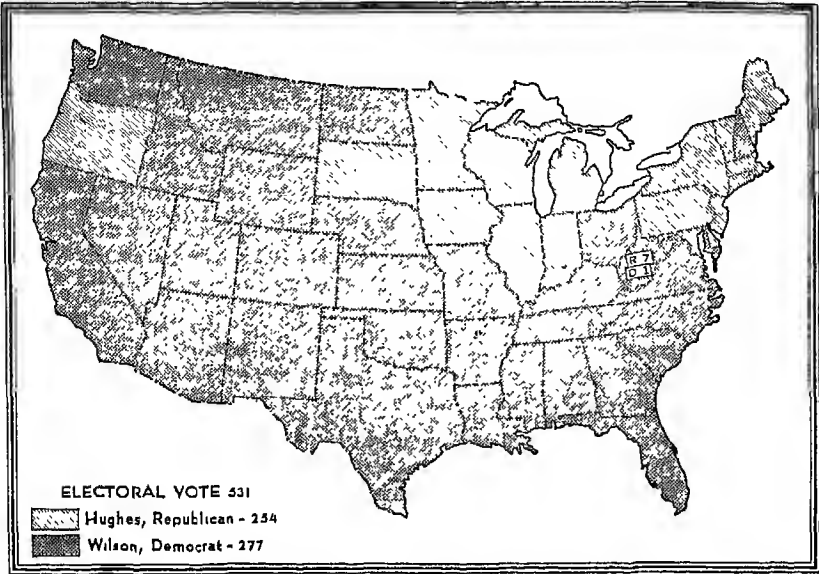 R 7
D 1
ELECTORAL VOTE 531
Hughes, Republican - 254
Wilson, Democrat - 277